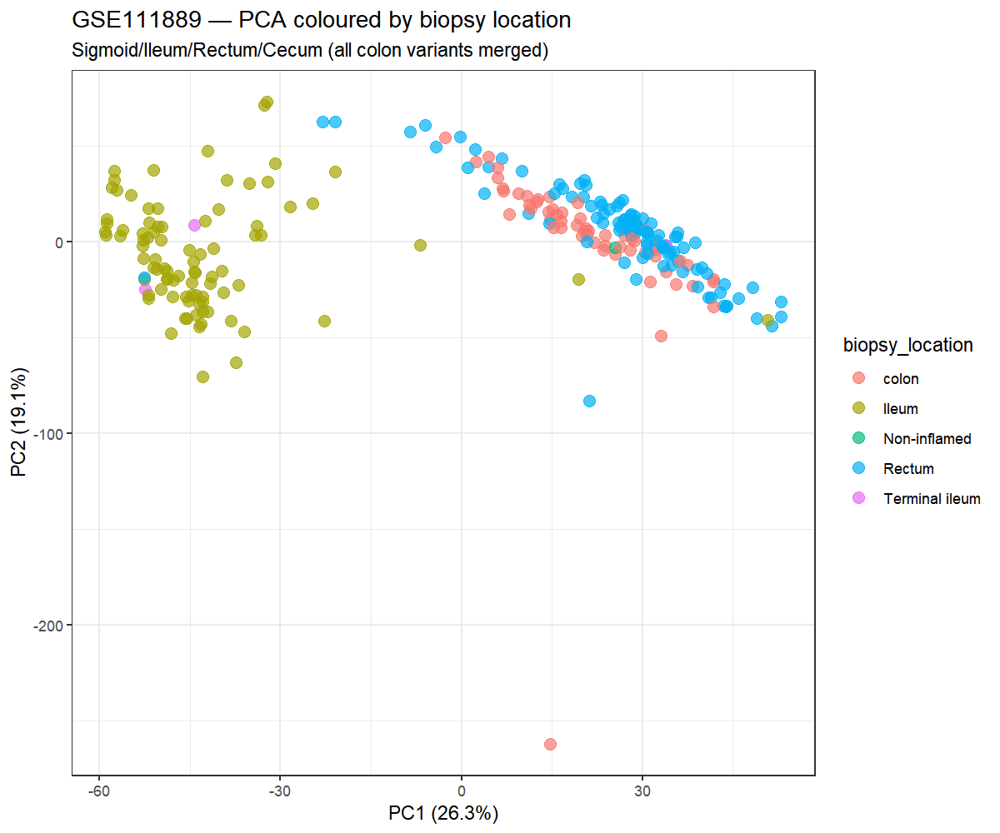 GSE111889 — PCA coloured by biopsy location
Sigmoid/Ileum/Rectum/Cecum (all colon variants merged)
PC2 (19.1%)
0
-100
-200
-60
-30
0
30
PC1 (26.3%)
biopsy_location
colon
Ileum
Non-inflamed
Rectum
Terminal ileum